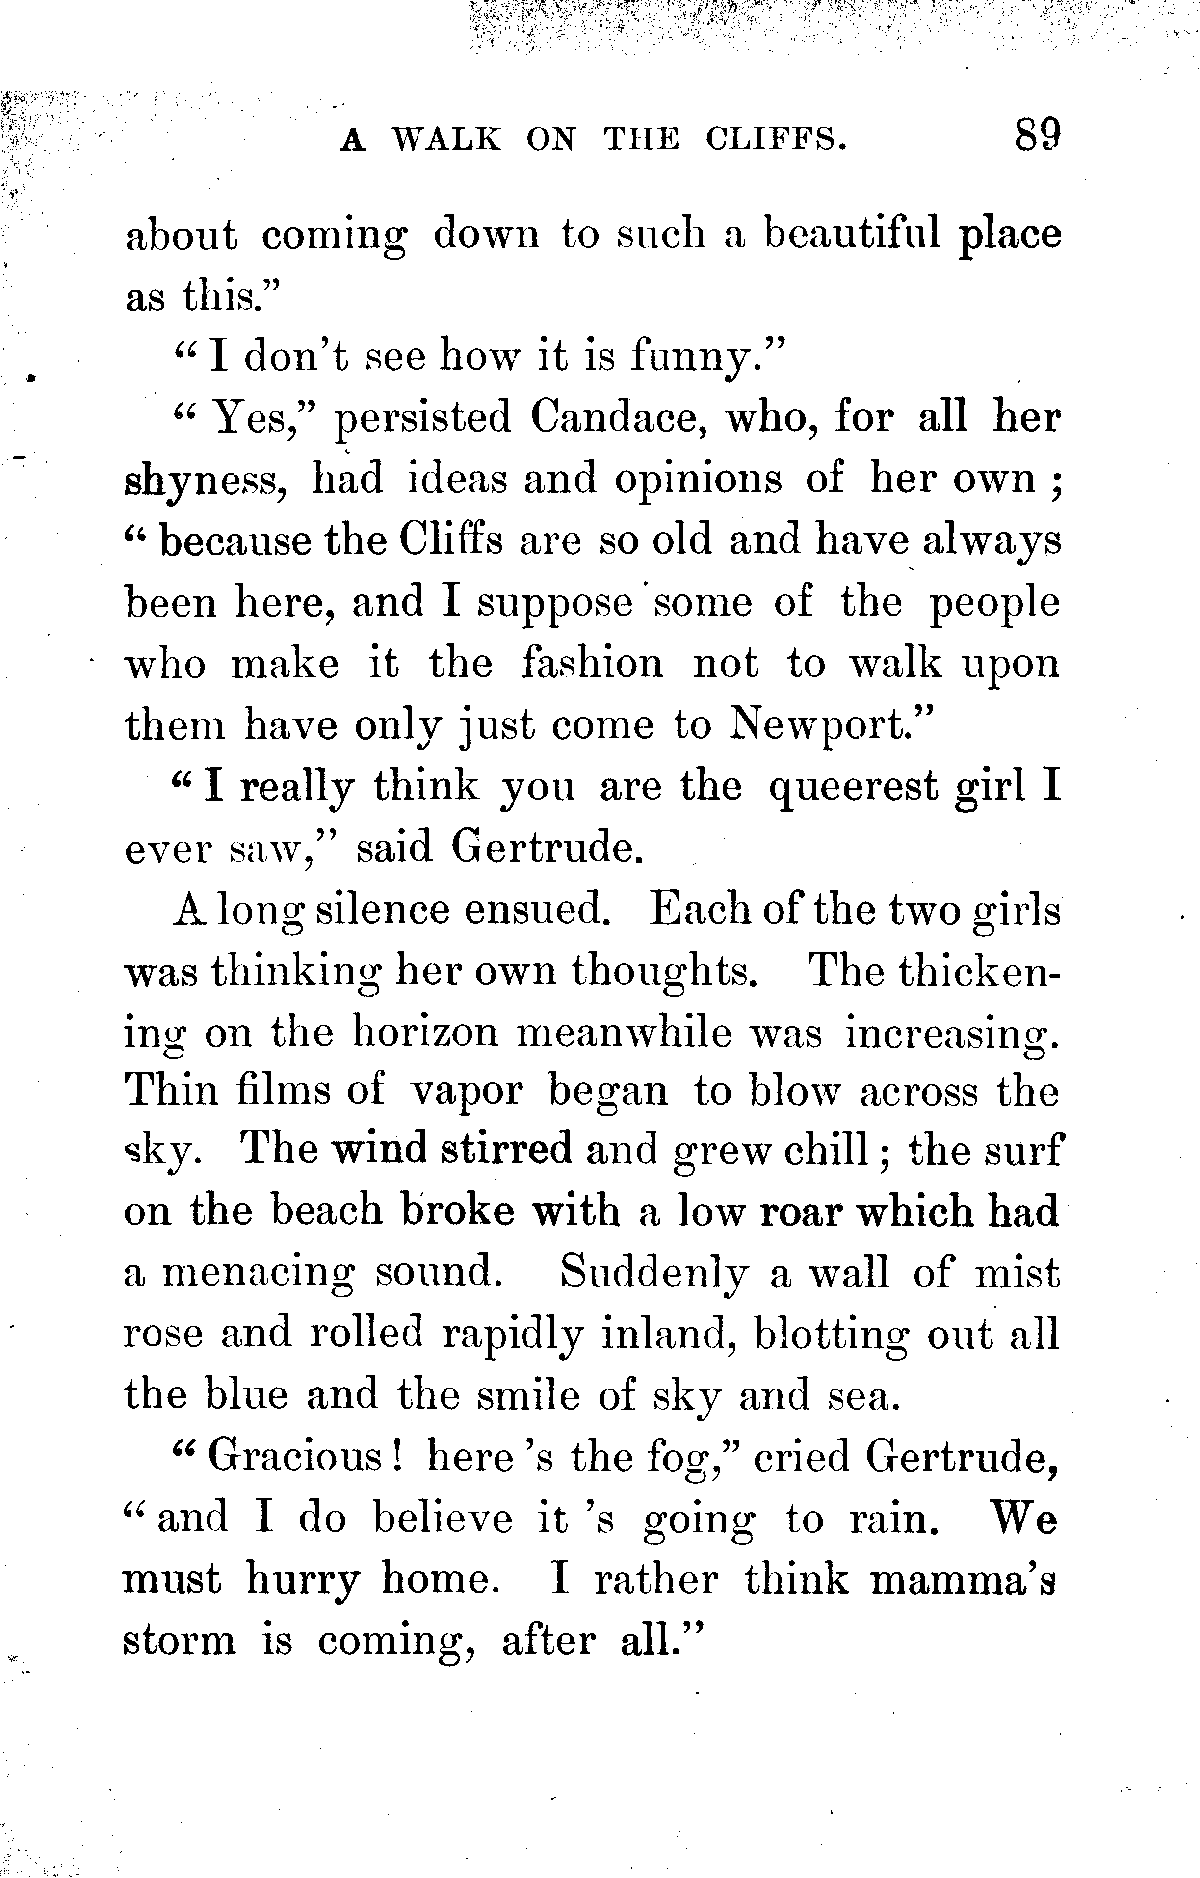 A WALK ON THE CLIFFS. 89
about coming down to such a beautiful place
as this."
" I don't see how it is funny."
" Yes," persisted Candace, who, for all her
shyness, had ideas and opinions of her own ;
" because the Cliffs are so old and have always
been here, and I suppose some of the people
who make it the fashion not to walk upon
them have only just come to Newport."
" I really think you are the queerest girl I
ever saw," said Gertrude.
A long silence ensued. Each of the two girls
was thinking her own thoughts. The thicken-
ing on the horizon meanwhile was increasing.
Thin films of vapor began to blow across the
sky. The wind stirred and grew chill ; the surf
on the beach broke with a low roar which had
a menacing sound. Suddenly a wall of mist
rose and rolled rapidly inland, blotting out all
the blue and the smile of sky and sea.
" Gracious ! here 's the fog," cried Gertrude,
" and I do believe it 's going to rain. We
must hurry home. I rather think mamma's
storm is coming, after all."